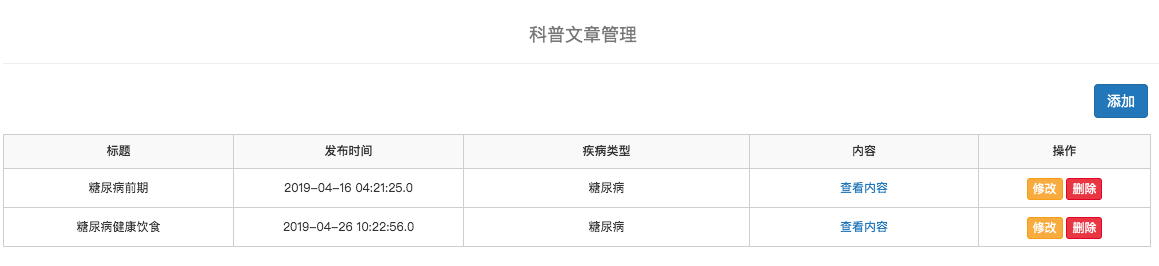 科普文章管理
添加
标题 发布时间 疾病类型 内容 操作
糖尿病前期 2019-04-16 04:21:25.0 糖尿病 查看内容 修改 删除
糖尿病健康饮食 2019-04-26 10:22:56.0 糖尿病 查看内容 修改 删除